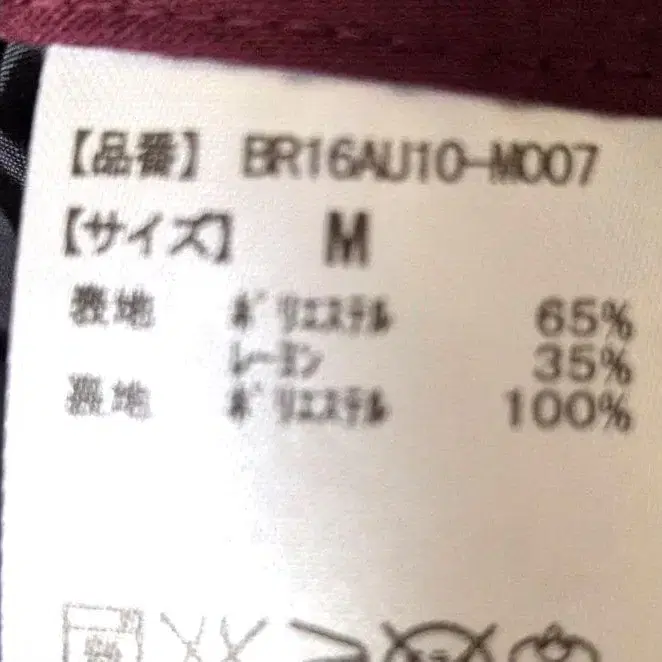 【品番】 BR16AU10-M007
【サイズ】 M
表地 ポリエステル 65%
レーヨン 35%
裏地 ポリエステル 100%